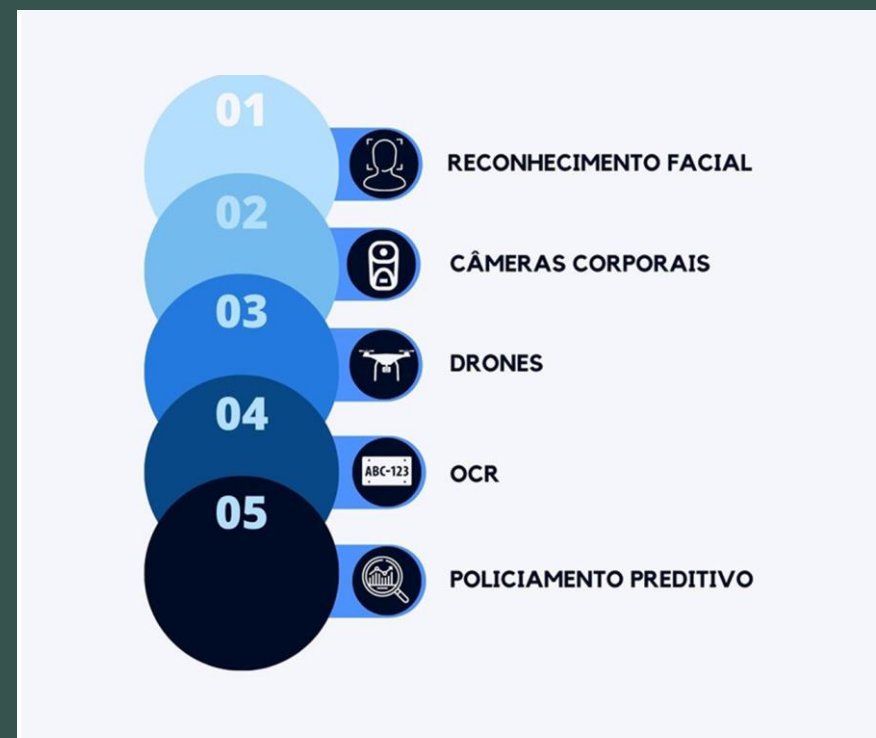 01
RECONHECIMENTO FACIAL
02
CÂMERAS CORPORAIS
03
DRONES
04
ABC-123
OCR
05
POLICIAMENTO PREDITIVO